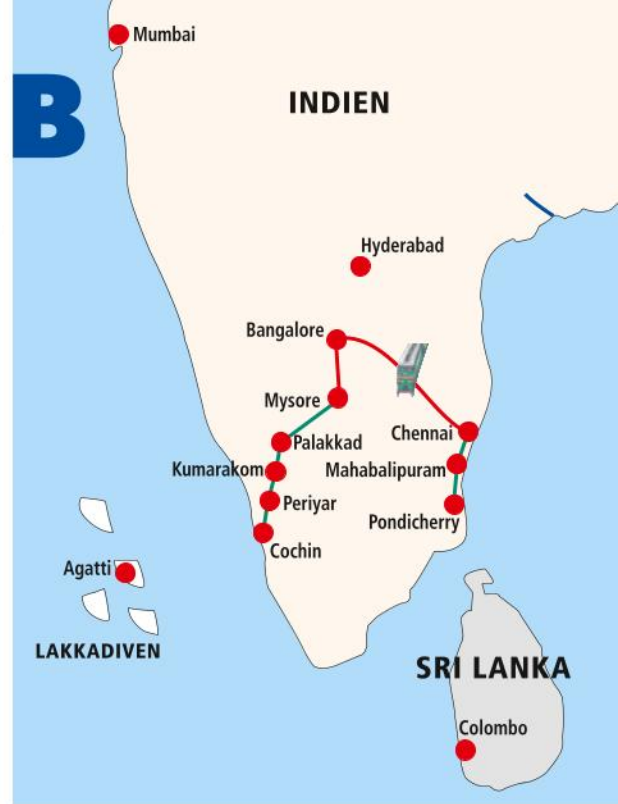 Mumbai
B
INDIEN
Hyderabad
Bangalore
Mysore
Chennai
Palakkad
Kumarakom
Mahabalipuram
Periyar
Pondicherry
Cochin
Agatti
LAKKADIVEN
SRI LANKA
Colombo